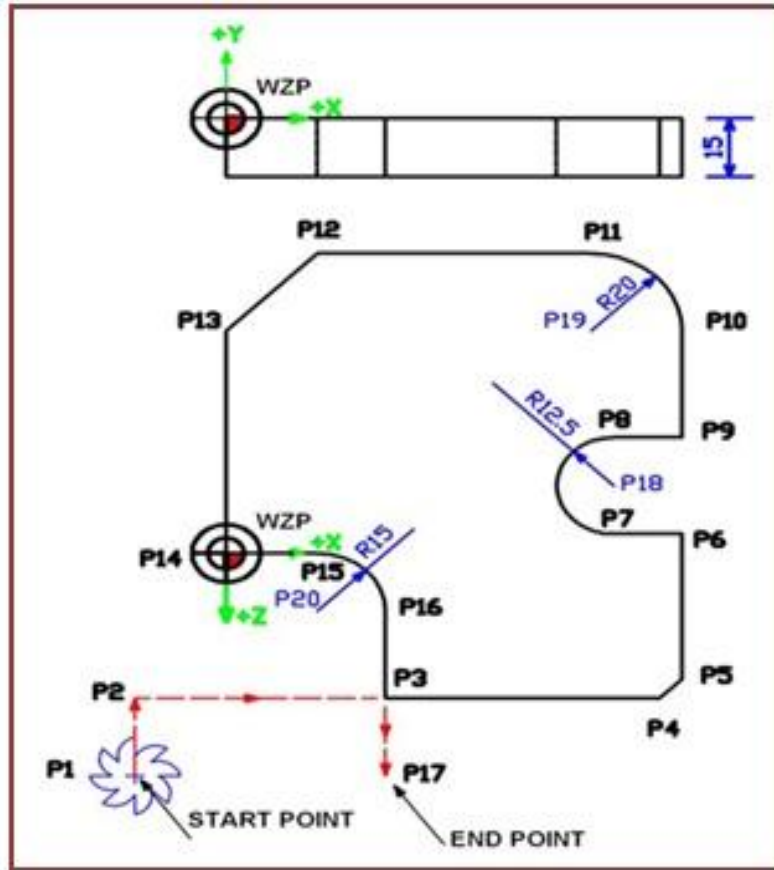 +Y
WZP
+X
15
P12
P11
R20
P19
P13
P10
R12.5
P8
P9
P18
WZP
P7
P6
P14
+X
R15
P15
P20
P16
+Z
P3
P5
P2
P4
P1
P17
START POINT
END POINT